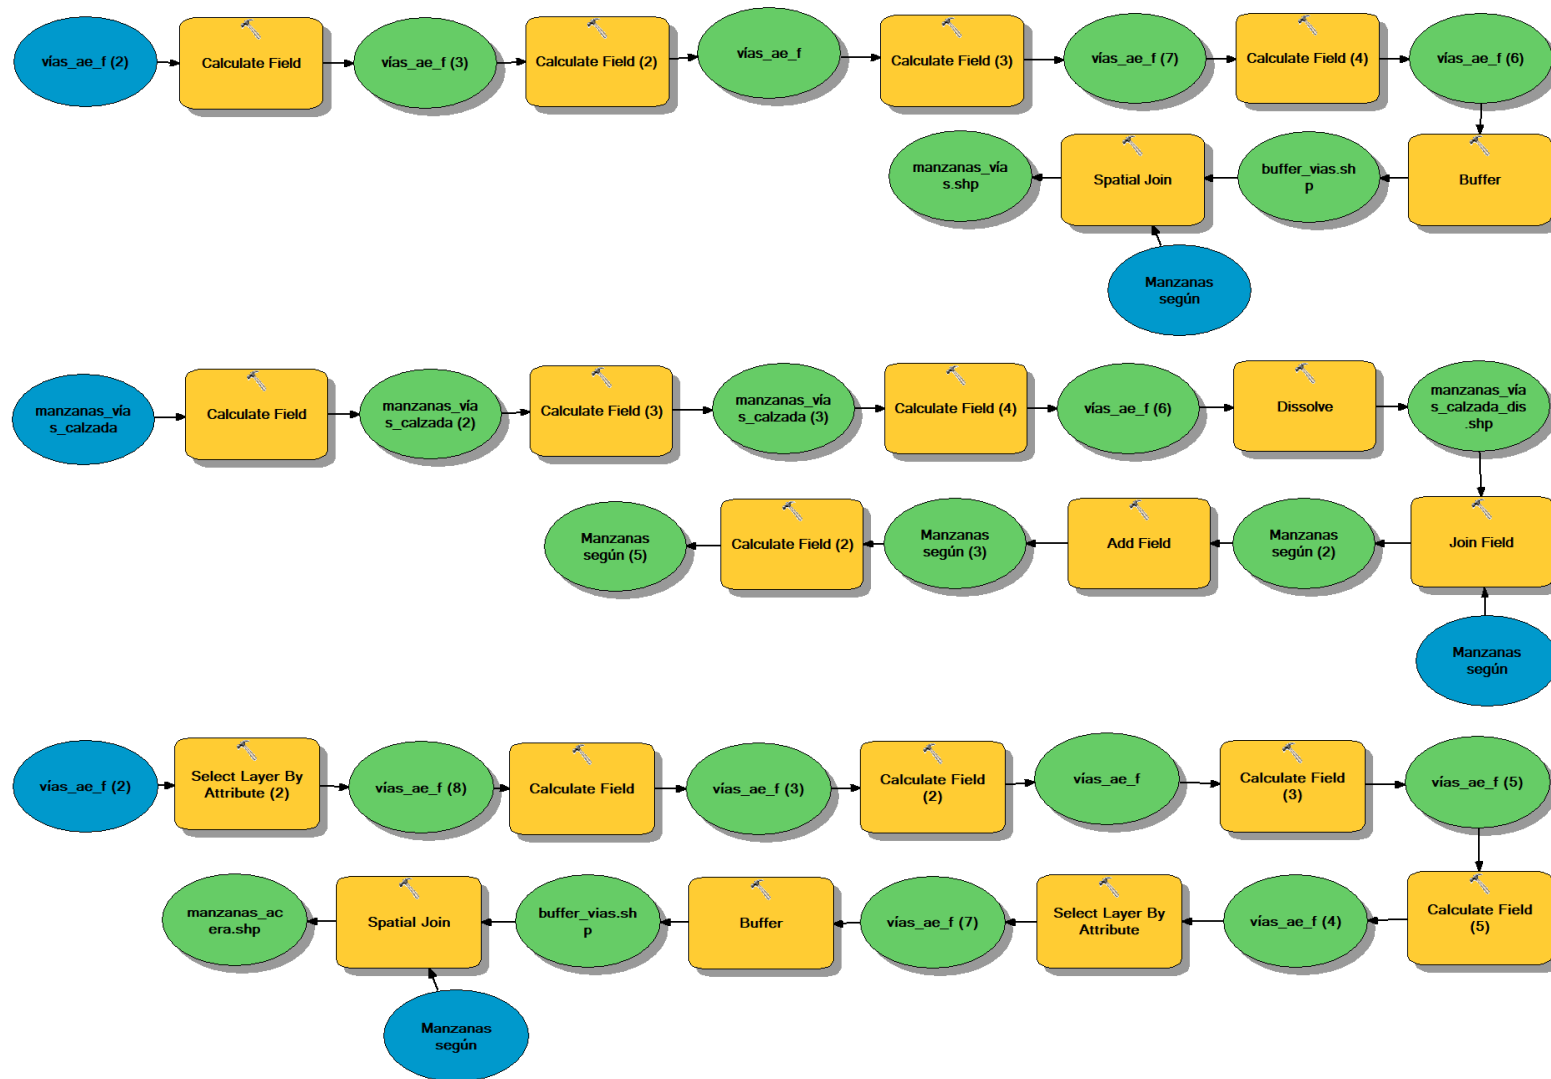 vías_ae_f (2)
Calculate Field
vías_ae_f (3)
Calculate Field (2)
vías_ae_f
Calculate Field (3)
vías_ae_f (7)
Calculate Field (4)
vías_ae_f (6)
manzanas_vía
s.shp
Spatial Join
buffer_vias.sh
p
Buffer
Manzanas
según
manzanas_vía
s_calzada
Calculate Field
manzanas_vía
s_calzada (2)
Calculate Field (3)
manzanas_vía
s_calzada (3)
Calculate Field (4)
vías_ae_f (6)
Dissolve
manzanas_vía
s_calzada_dis
.shp
Manzanas
según (5)
Calculate Field (2)
Manzanas
según (3)
Add Field
Manzanas
según (2)
Join Field
Manzanas
según
vías_ae_f (2)
Select Layer By
Attribute (2)
vías_ae_f (8)
Calculate Field
vías_ae_f (3)
Calculate Field
(2)
vías_ae_f
Calculate Field
(3)
vías_ae_f (5)
manzanas_ac
era.shp
Spatial Join
buffer_vias.sh
p
Buffer
vías_ae_f (7)
Select Layer By
Attribute
vías_ae_f (4)
Calculate Field
(5)
Manzanas
según